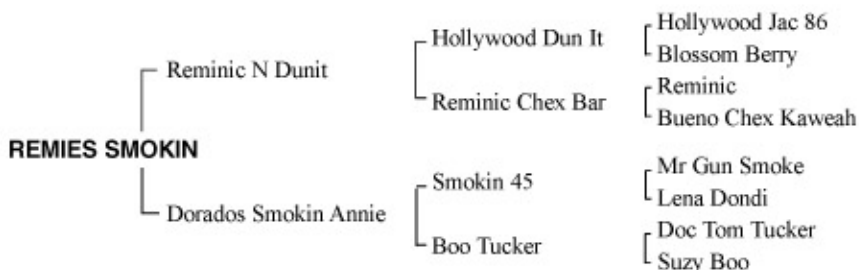 Hollywood Jac 86
Hollywood Dun It
Blossom Berry
Reminic N Dunit
Reminic
Reminic Chex Bar
Bueno Chex Kaweah
REMIES SMOKIN
Mr Gun Smoke
Smokin 45
Lena Dondi
Dorados Smokin Annie
Doc Tom Tucker
Boo Tucker
Suzy Boo